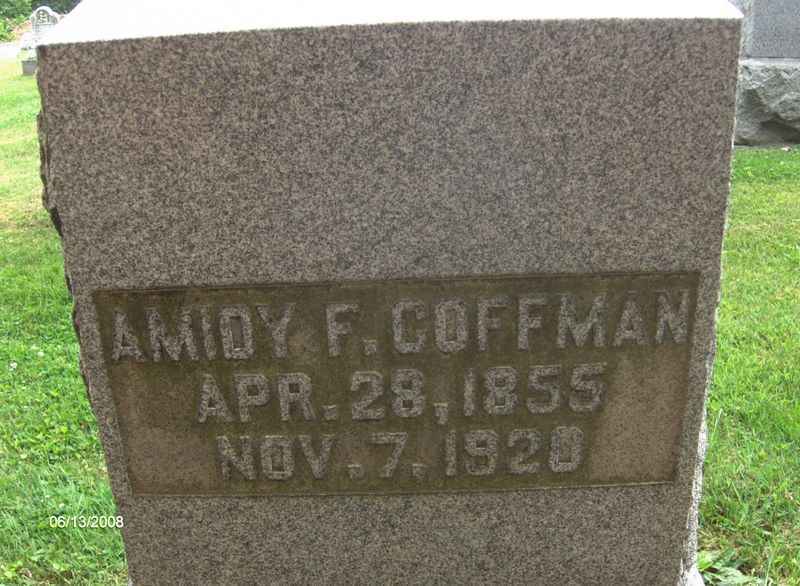 AMIDY F. COFFMAN
APR. 28, 1855
NOV. 7, 1920
06/13/2008